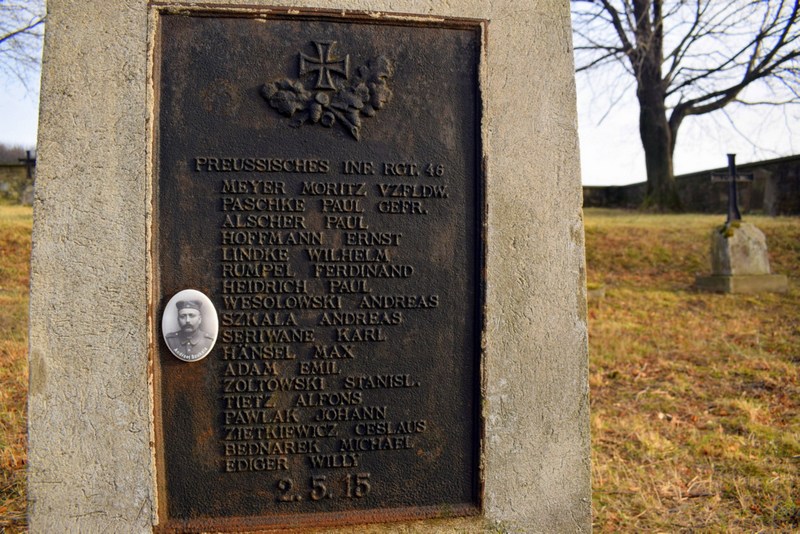 PREUSSISCHES INF. RGT. 46
MEYER MORITZ VZFLDW.
PASCHKE PAUL GEFR.
ALSCHER PAUL
HOFFMANN ERNST
LINDKE WILHELM
RUMPEL FERDINAND
HEIDRICH PAUL
WESOLOWSKI ANDREAS
SZKALA ANDREAS
SERIWANE KARL
HÄNSEL MAX
ADAM EMIL
ZOLTOWSKI STANISL.
TIETZ ALFONS
PAWLAK JOHANN
ZIETKIEWICZ CESLAUS
BEDNAREK MICHAEL
EDIGER WILLY
2.5.15